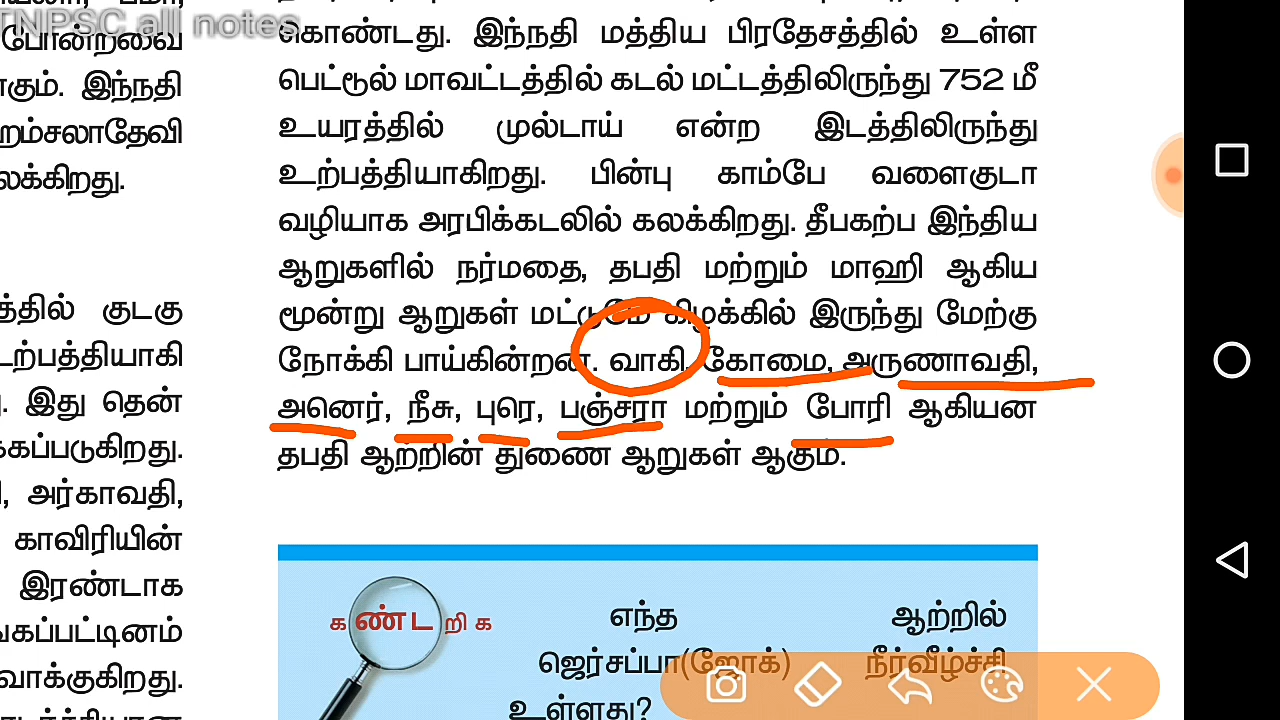 TNPSC all notes
போன்றவை
கும். இந்நதி
ஹம்சலாதேவி
லக்கிறது.
த்தில் குடகு
உற்பத்தியாகி
இது தென்
க்கப்படுகிறது.
அர்காவதி,
காவிரியின்
இரண்டாக
ங்கப்பட்டினம்
வாக்குகிறது.
கொண்டது. இந்நதி மத்திய பிரதேசத்தில் உள்ள
பெட்டூல் மாவட்டத்தில் கடல் மட்டத்திலிருந்து 752 மீ
உயரத்தில் முல்டாய் என்ற இடத்திலிருந்து
உற்பத்தியாகிறது. பின்பு காம்பே வளைகுடா
வழியாக அரபிக்கடலில் கலக்கிறது. தீபகற்ப இந்திய
ஆறுகளில் நர்மதை, தபதி மற்றும் மாஹி ஆகிய
மூன்று ஆறுகள் மட்டுமே கிழக்கில் இருந்து மேற்கு
நோக்கி பாய்கின்றன. வாகி, கோமை, அருணாவதி,
அனெர், நீசு, புரெ, பஞ்சரா மற்றும் போரி ஆகியன
தபதி ஆற்றின் துணை ஆறுகள் ஆகும்.
கண்டறிக
எந்த ஆற்றில்
ஜெர்சப்பா(ஜோக்) நீர்வீழ்ச்சி
உள்ளது?